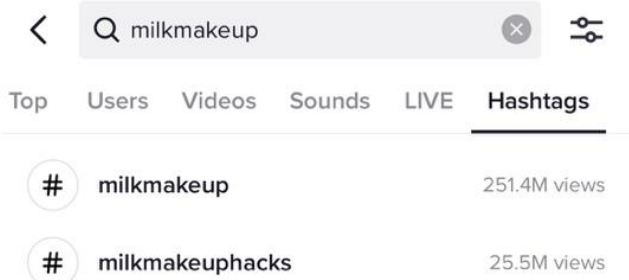 milkmakeup
Top Users Videos Sounds LIVE Hashtags
# milkmakeup 251.4M views
# milkmakeuphacks 25.5M views